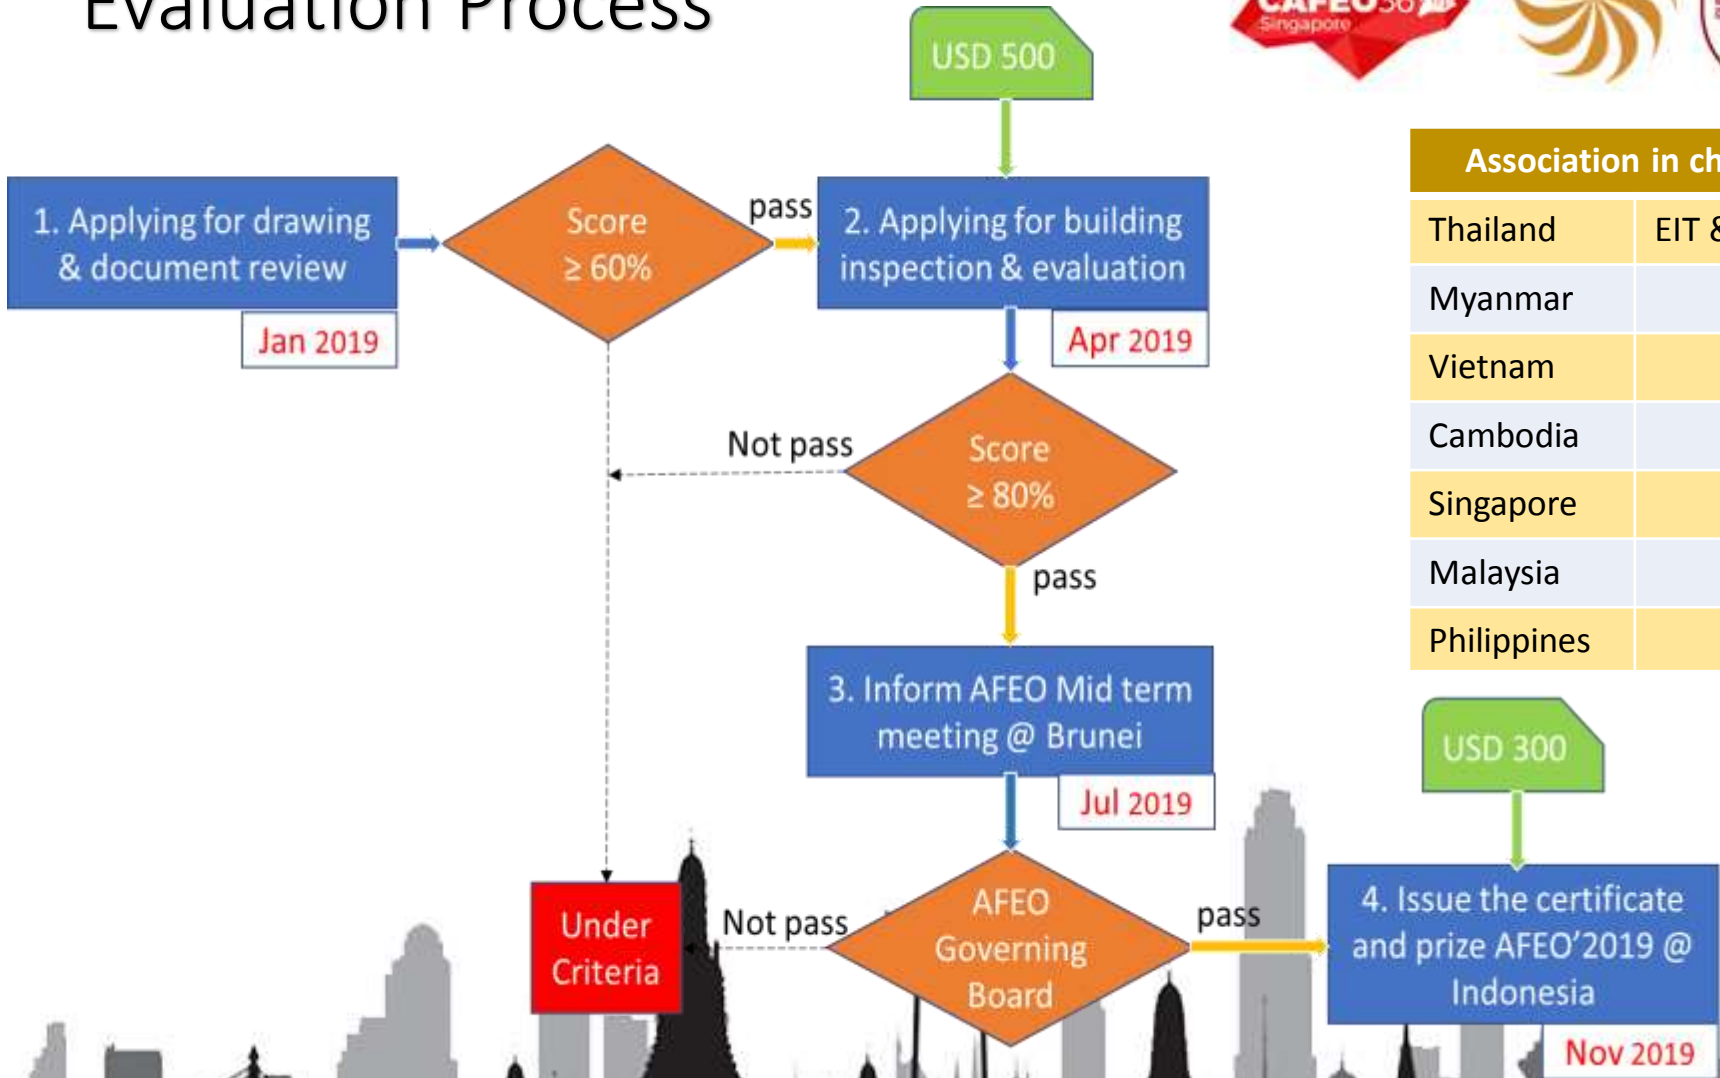 Evaluation Process
CAFEO36
Singapore
USD 500
1. Applying for drawing
& document review
Jan 2019
Score
≥ 60%
pass
2. Applying for building
inspection & evaluation
Apr 2019
Not pass
Score
≥ 80%
pass
3. Inform AFEO Mid term
meeting @ Brunei
Jul 2019
Under
Criteria
Not pass
AFEO
Governing
Board
pass
USD 300
4. Issue the certificate
and prize AFEO'2019 @
Indonesia
Nov 2019
Association in ch
Thailand EIT &
Myanmar
Vietnam
Cambodia
Singapore
Malaysia
Philippines